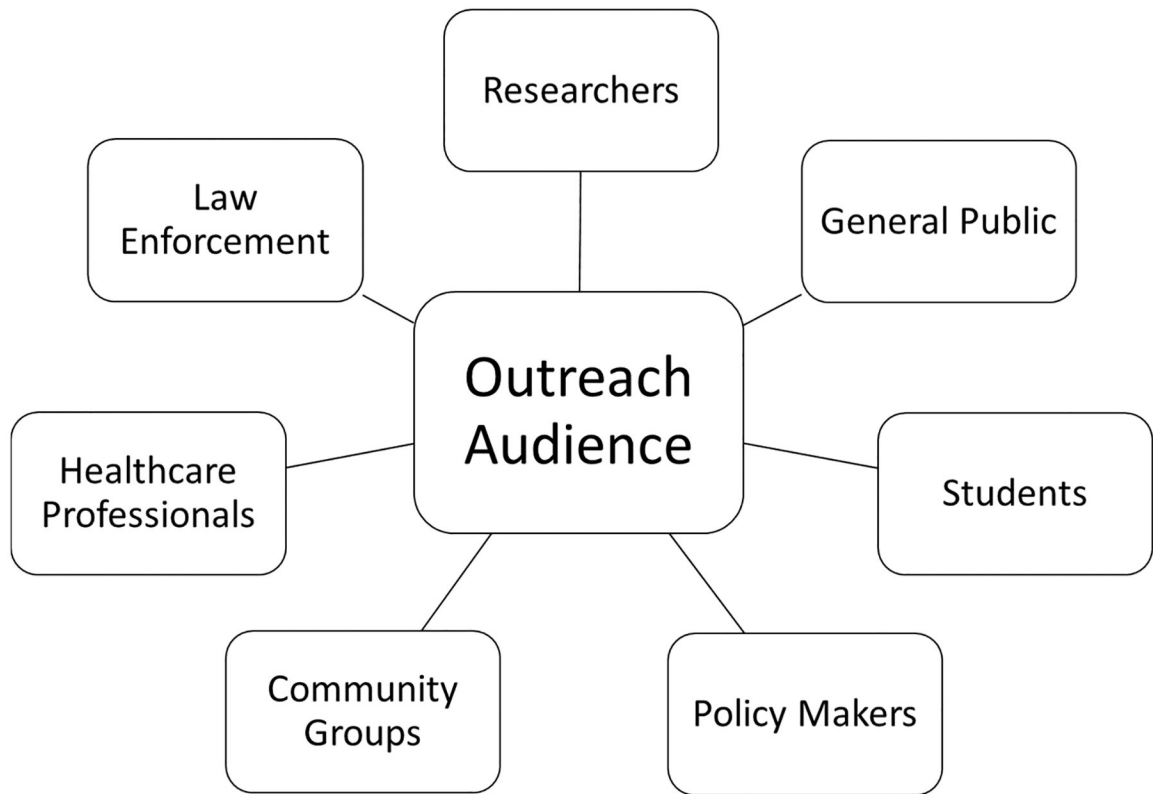 Researchers
Law
Enforcement
General Public
Outreach
Audience
Healthcare
Professionals
Students
Community
Groups
Policy Makers